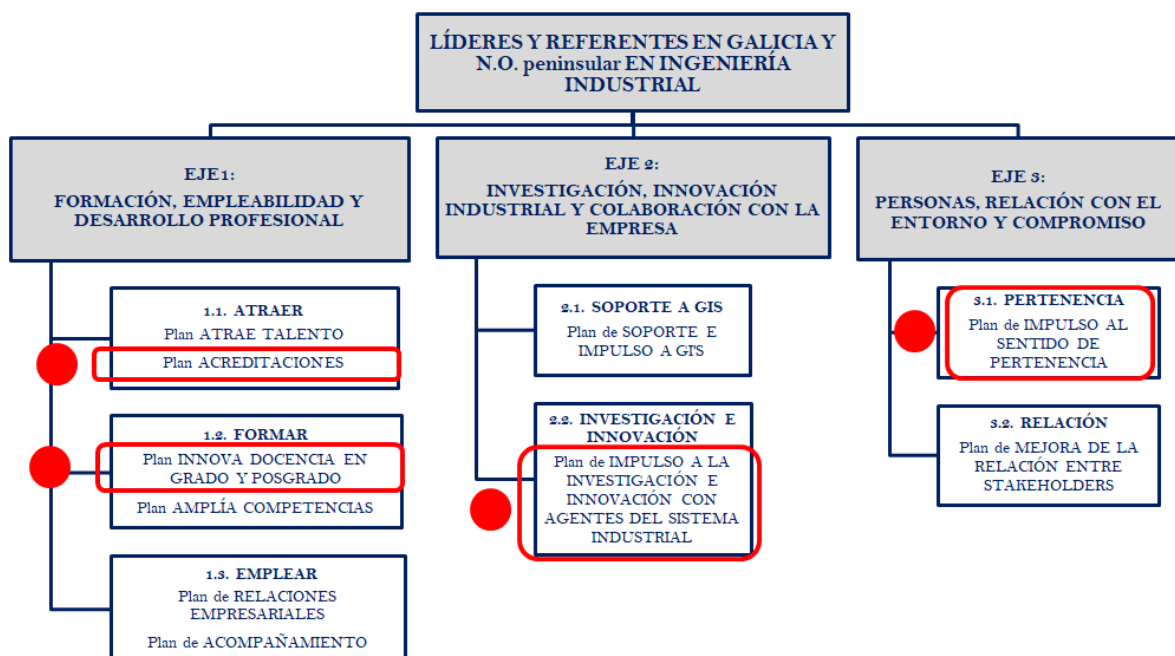 LÍDERES Y REFERENTES EN GALICIA Y
N.O. peninsular EN INGENIERÍA
INDUSTRIAL
EJE 1:
FORMACIÓN, EMPLEABILIDAD Y
DESARROLLO PROFESIONAL
1.1. ATRAER
Plan ATRAE TALENTO
Plan ACREDITACIONES
1.2. FORMAR
Plan INNOVA DOCENCIA EN
GRADO Y POSGRADO
Plan AMPLÍA COMPETENCIAS
1.3. EMPLEAR
Plan de RELACIONES
EMPRESARIALES
Plan de ACOMPAÑAMIENTO
EJE 2:
INVESTIGACIÓN, INNOVACIÓN
INDUSTRIAL Y COLABORACIÓN CON LA
EMPRESA
2.1. SOPORTE A GIS
Plan de SOPORTE E
IMPULSO A GI'S
2.2. INVESTIGACIÓN E
INNOVACIÓN
Plan de IMPULSO A LA
INVESTIGACIÓN E
INNOVACIÓN CON
AGENTES DEL SISTEMA
INDUSTRIAL
EJE 3:
PERSONAS, RELACIÓN CON EL
ENTORNO Y COMPROMISO
3.1. PERTENENCIA
Plan de IMPULSO AL
SENTIDO DE
PERTENENCIA
3.2. RELACIÓN
Plan de MEJORA DE LA
RELACIÓN ENTRE
STAKEHOLDERS